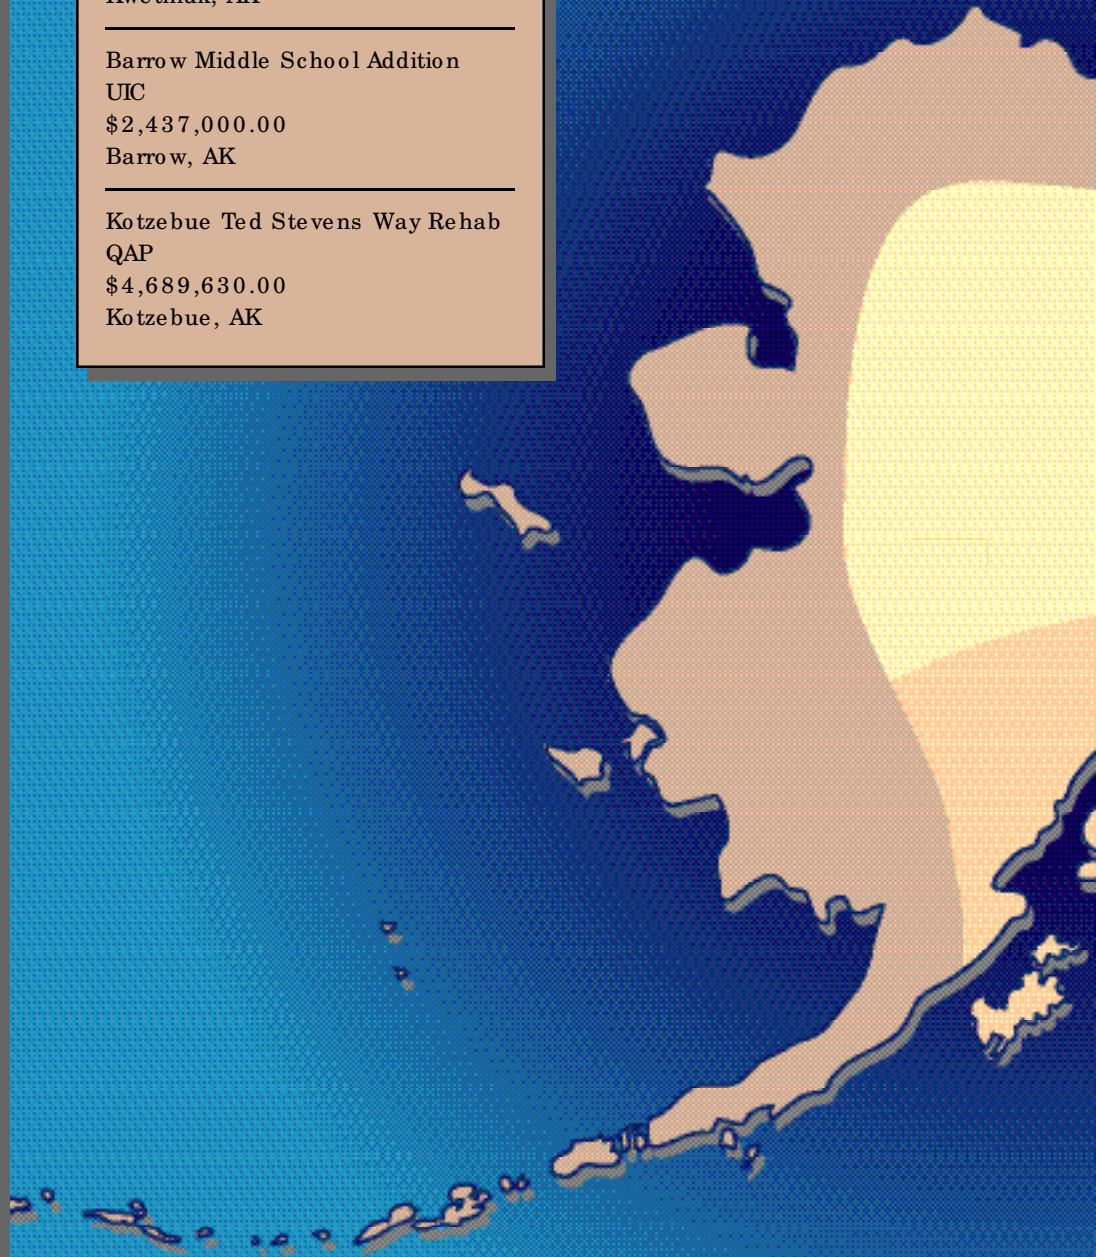 Barrow Middle School Addition
UIC
$2,437,000.00
Barrow, AK
Kotzebue Ted Stevens Way Rehab
QAP
$4,689,630.00
Kotzebue, AK